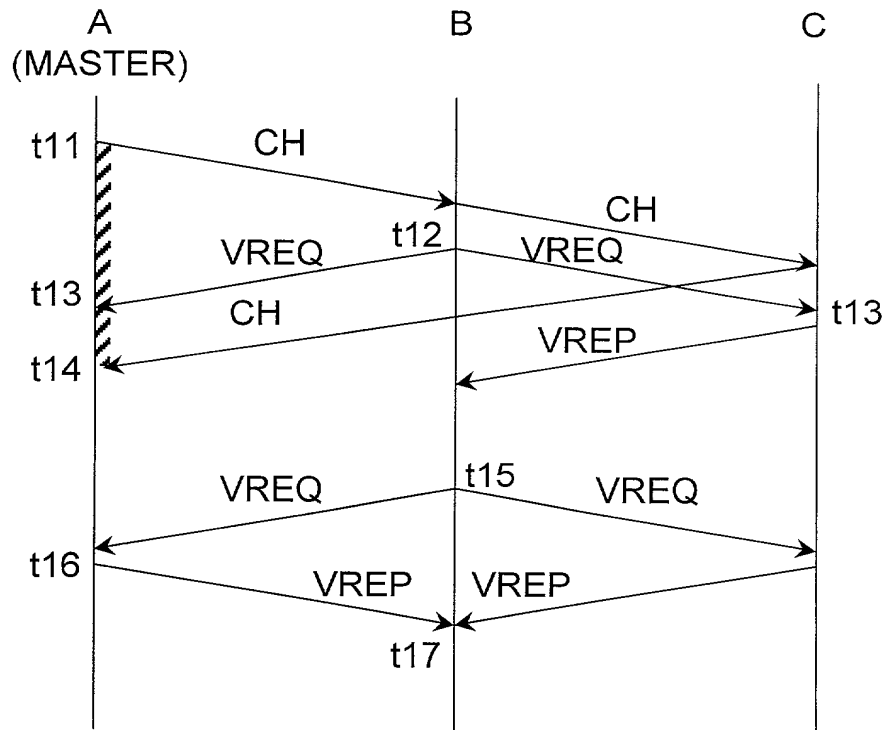 A
B
C
(MASTER)
t11
CH
CH
t12
VREQ
VREQ
t13
CH
t13
VREP
t14
VREQ
t15
VREQ
t16
VREP
VREP
t17